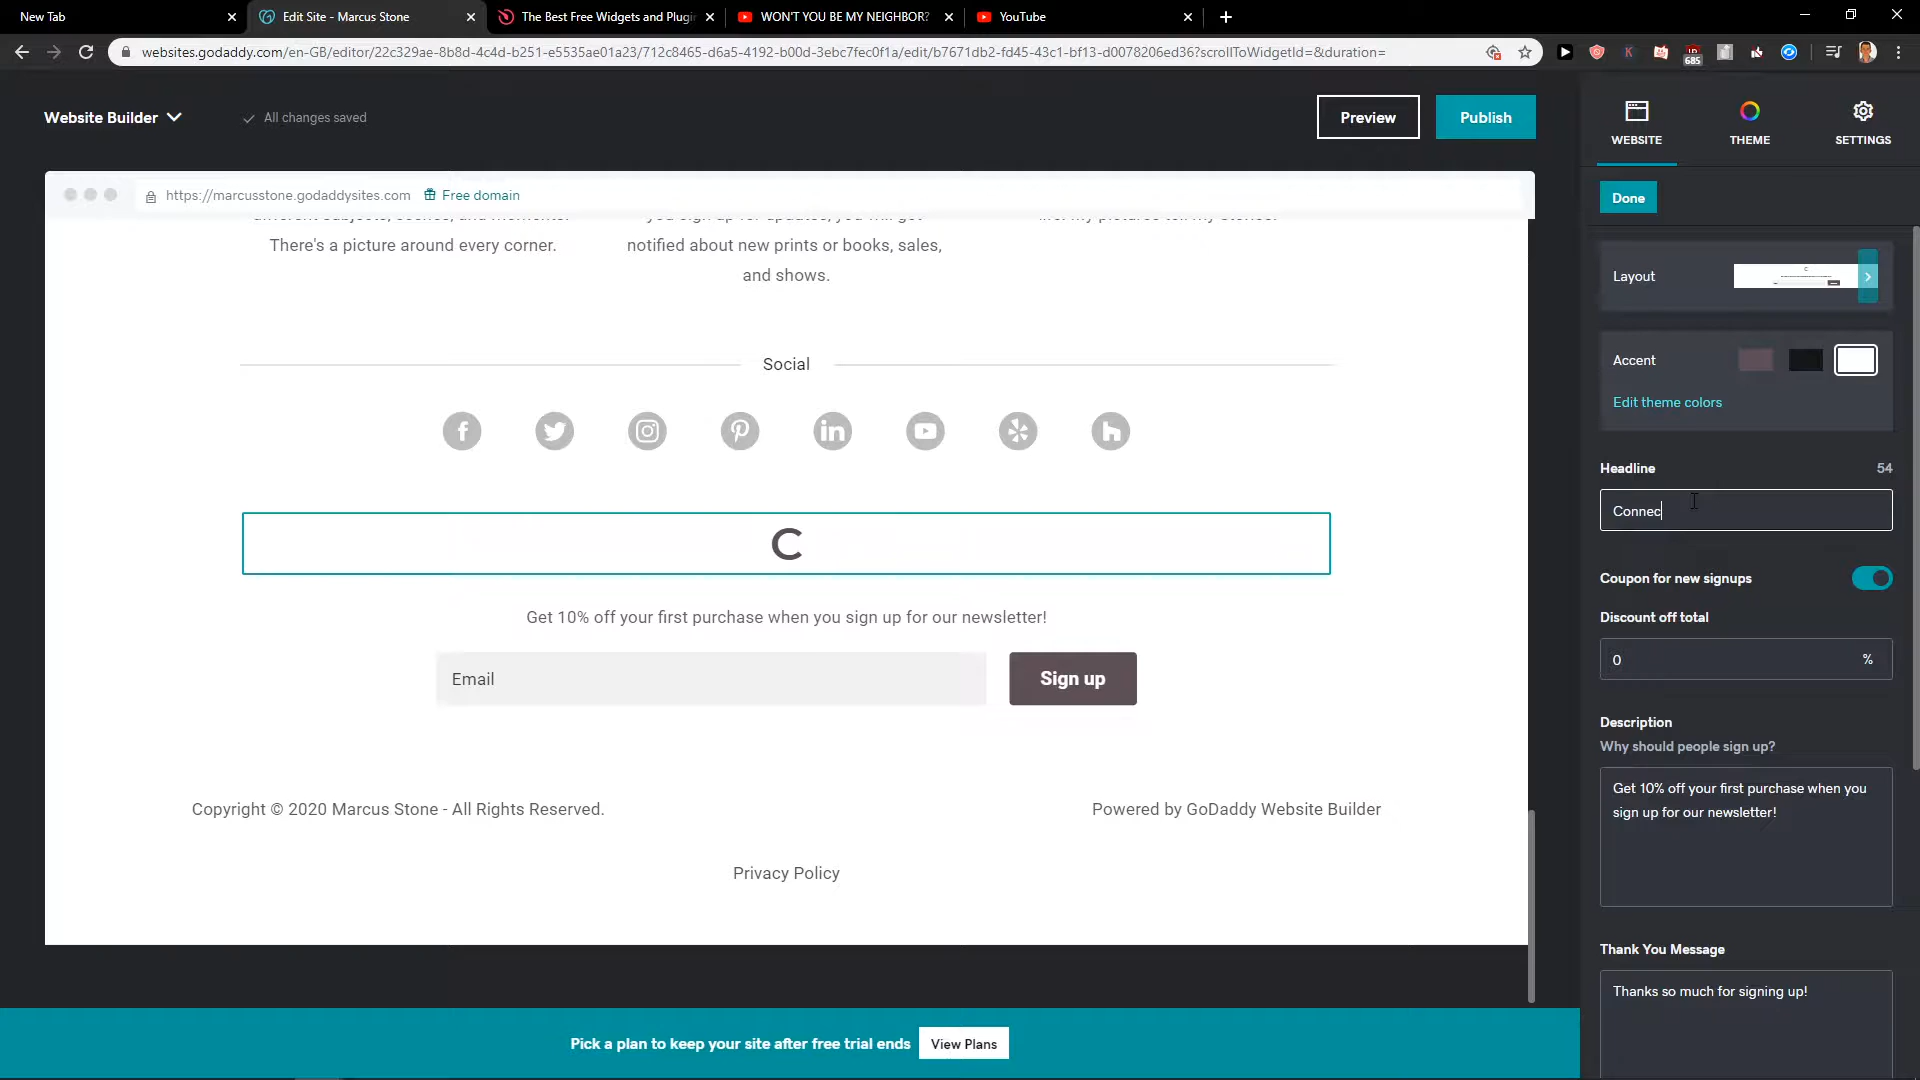 New Tab
Edit Site - Marcus Stone
The Best Free Widgets and Plugin
WON'T YOU BE MY NEIGHBOR?
YouTube
websites.godaddy.com/en-GB/editor/22c329ae-8b8d-4c4d-b251-e5535ae01a23/712c8465-d6a5-4192-b00d-3ebc7fec0f1a/edit/b7671db2-fd45-43c1-bf13-d0078206ed36?scrollToWidgetId=&duration=
685
Website Builder
All changes saved
Preview
Publish
WEBSITE
THEME
SETTINGS
https://marcusstone.godaddysites.com
Free domain
Done
different subjects, scenes, and moments.
There's a picture around every corner.
you sign up for updates, you will get
notified about new prints or books, sales,
and shows.
life. My pictures tell my stories.
Layout
Accent
Edit theme colors
Social
Headline
54
Connec
C
Coupon for new signups
Discount off total
0
%
Get 10% off your first purchase when you sign up for our newsletter!
Email
Sign up
Description
Why should people sign up?
Get 10% off your first purchase when you
sign up for our newsletter!
Copyright © 2020 Marcus Stone - All Rights Reserved.
Powered by GoDaddy Website Builder
Privacy Policy
Thank You Message
Thanks so much for signing up!
Pick a plan to keep your site after free trial ends
View Plans